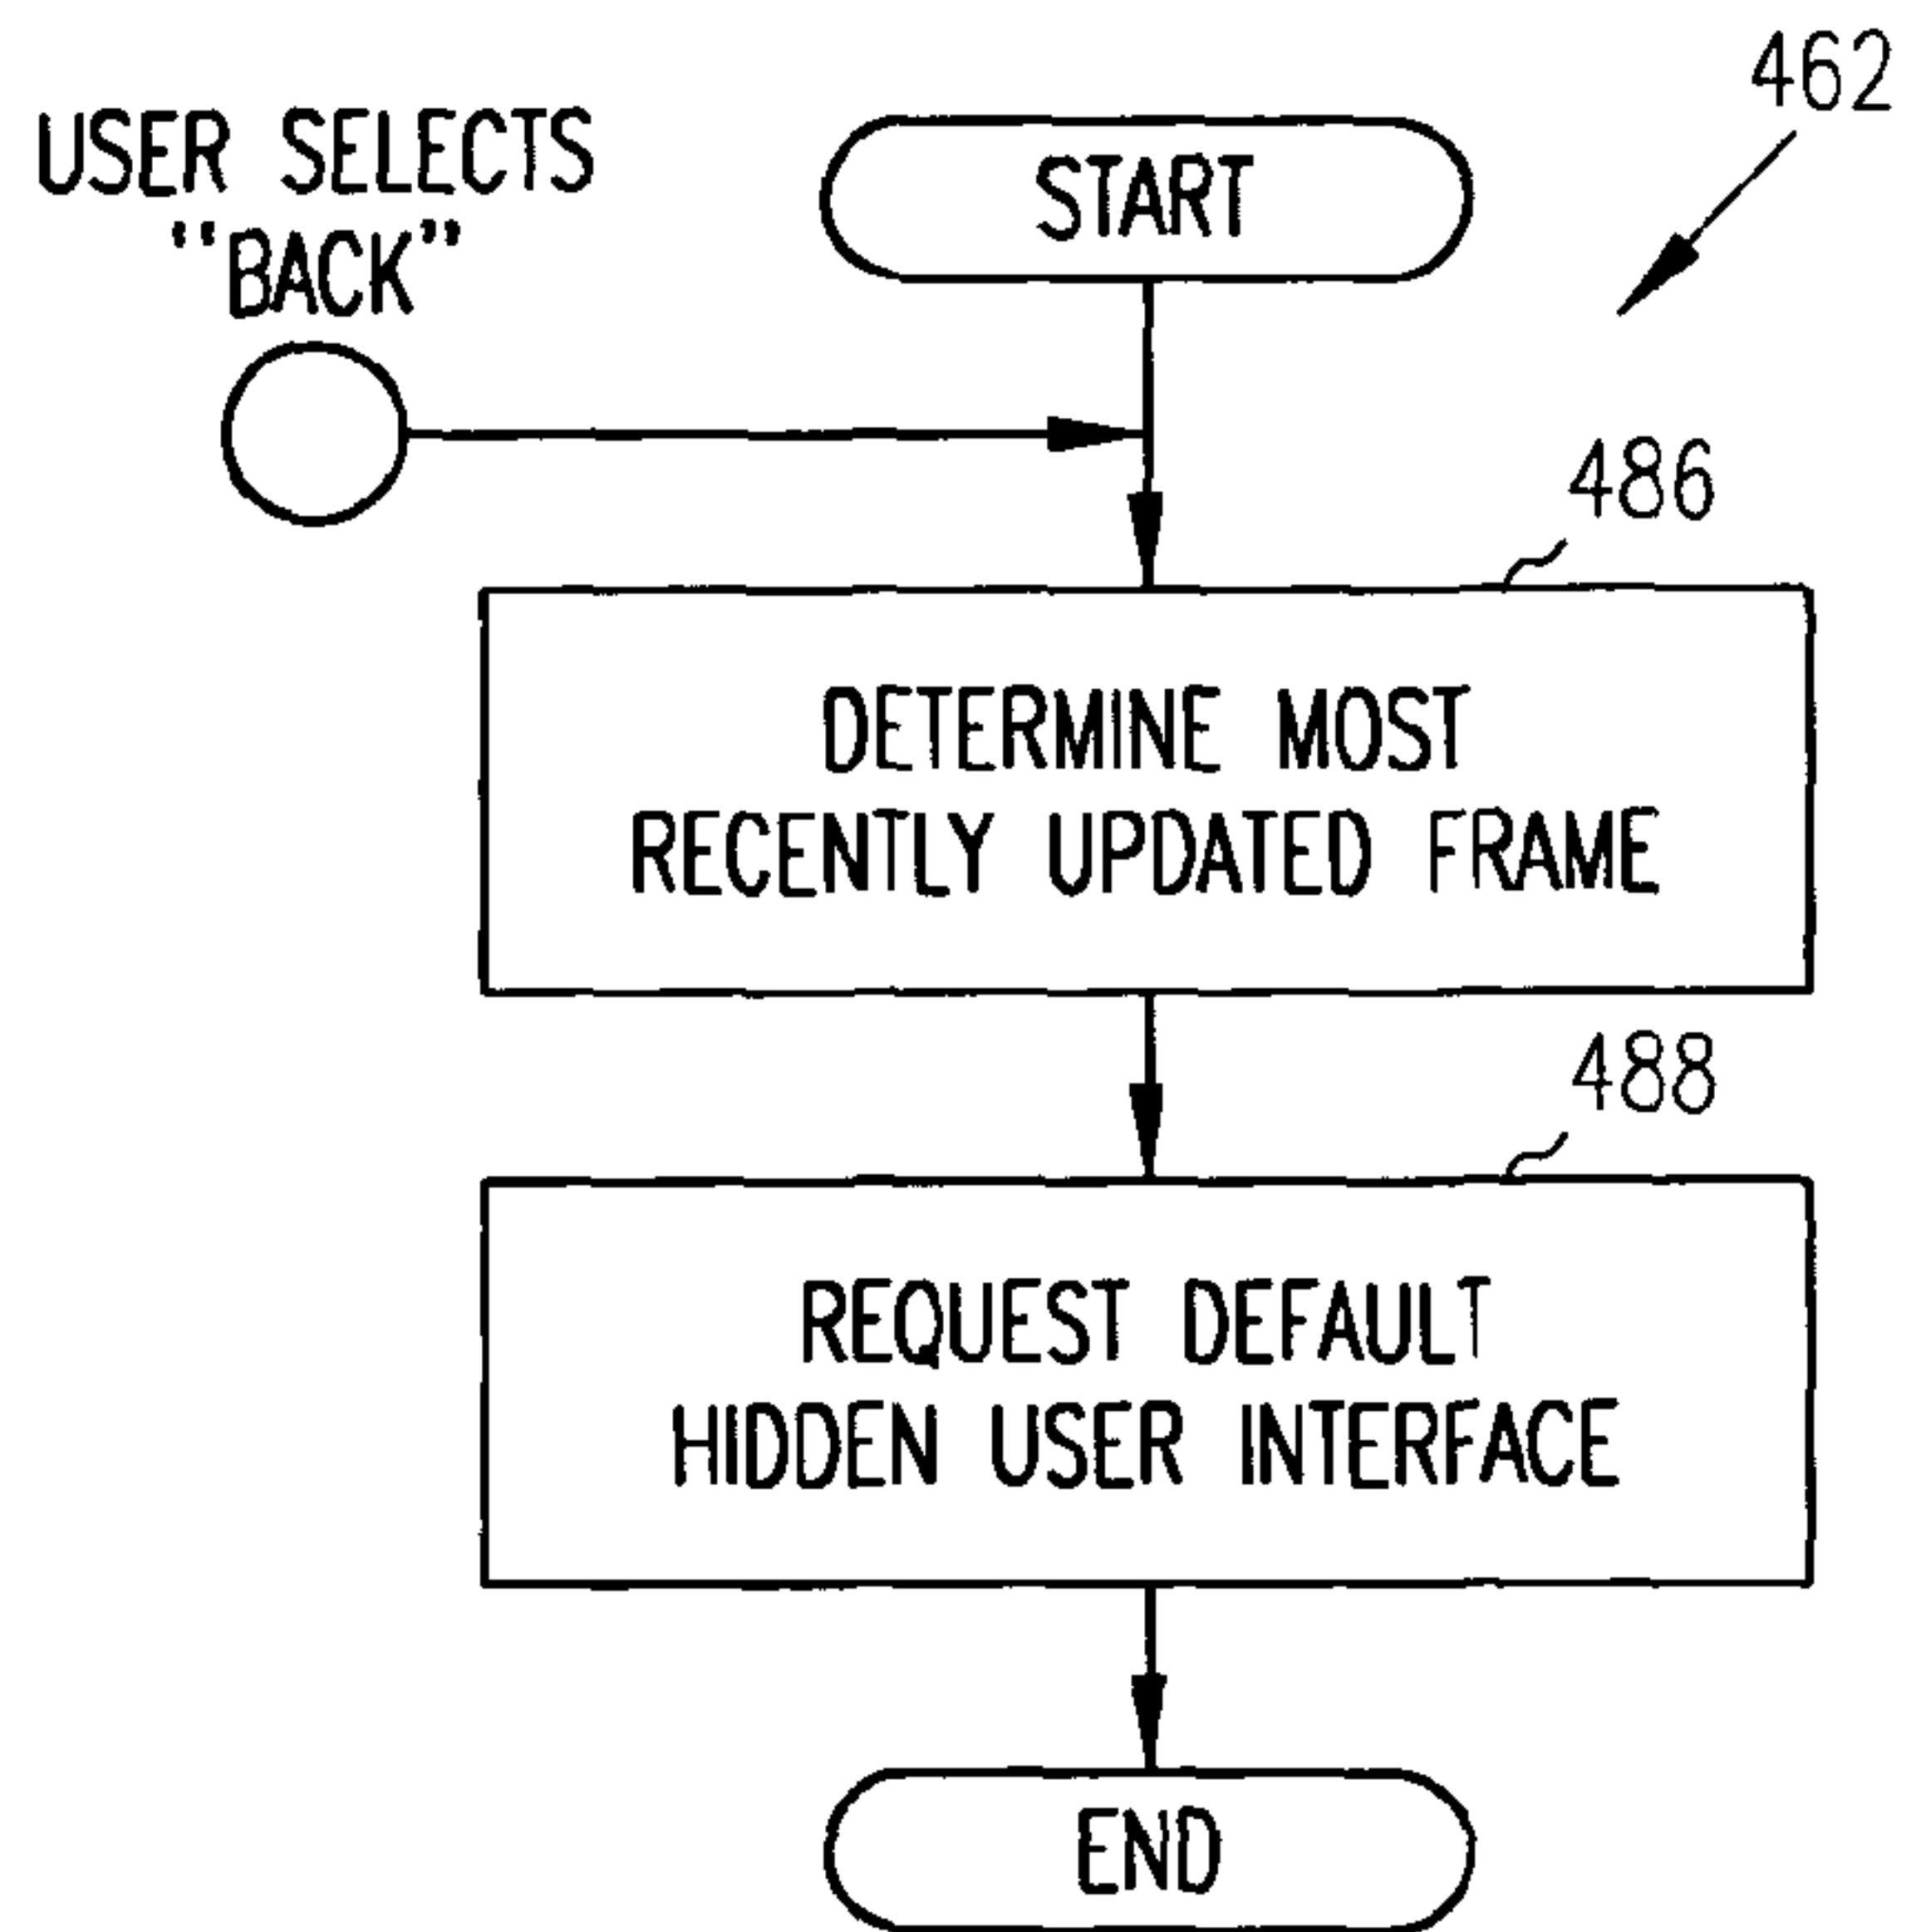 462
USER SELECTS
"BACK"
START
486
DETERMINE MOST
RECENTLY UPDATED FRAME
488
REQUEST DEFAULT
HIDDEN USER INTERFACE
END